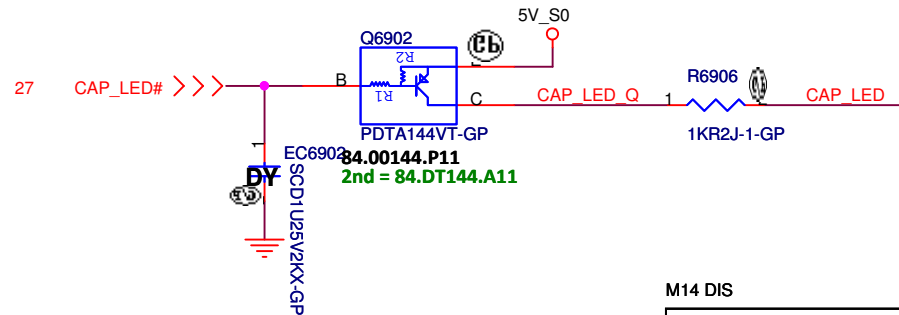 5V_S0
Q6902
R2
R1
B
C
27
CAP_LED#
CAP_LED_Q
1
R6906
CAP_LED
1KR2J-1-GP
PDTA144VT-GP
84.00144.P11
2nd = 84.DT144.A11
1
EC6902
DY
SCD1U25V2KX-GP
M14 DIS